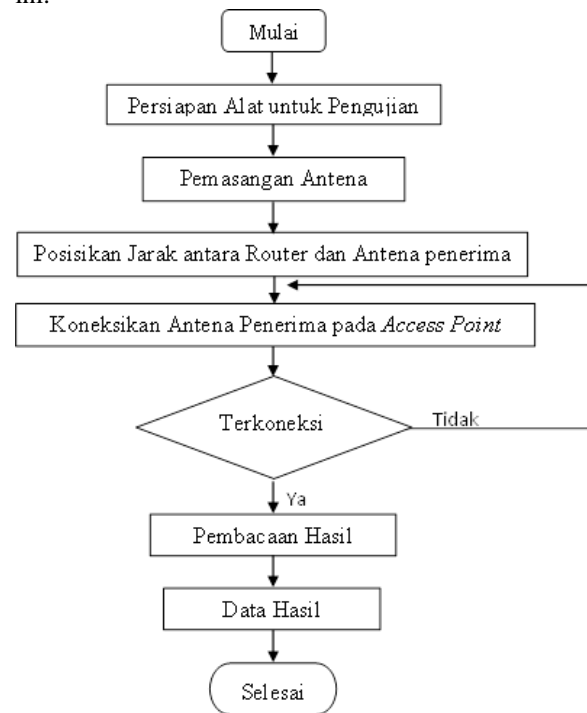 ini.
Mulai
Persiapan Alat untuk Pengujian
Pemasangan Antena
Posisikan Jarak antara Router dan Antena penerima
Koneksikan Antena Penerima pada Access Point
Terkoneksi
Tidak
Ya
Pembacaan Hasil
Data Hasil
Selesai